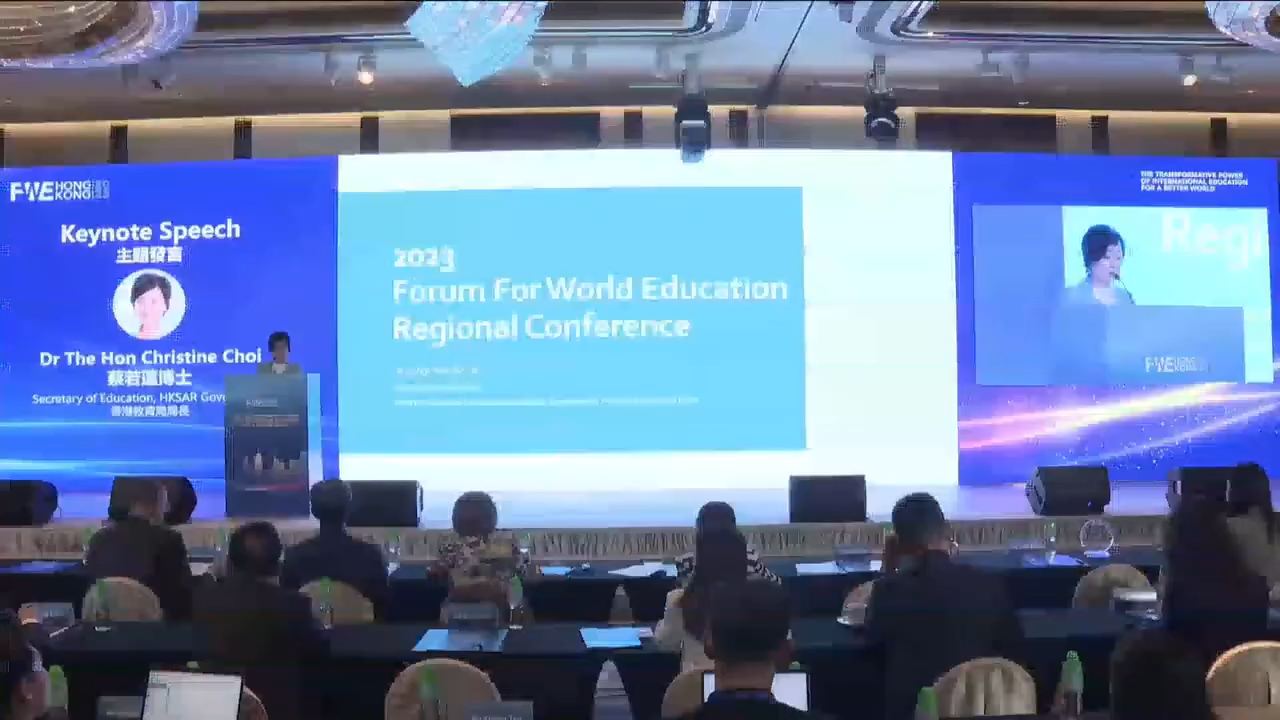 FWE HONG KONG
Keynote Speech
主題發言
Dr The Hon Christine Choi
蔡若蓮博士
Secretary of Education, HKSAR Gove
香港教育局局長
2023
Forum For World Education
Regional Conference
THE TRANSFORMATIVE POWER
OF INTERNATIONAL EDUCATION
FOR A BETTER WORLD
Regi
FWE HONG KONG